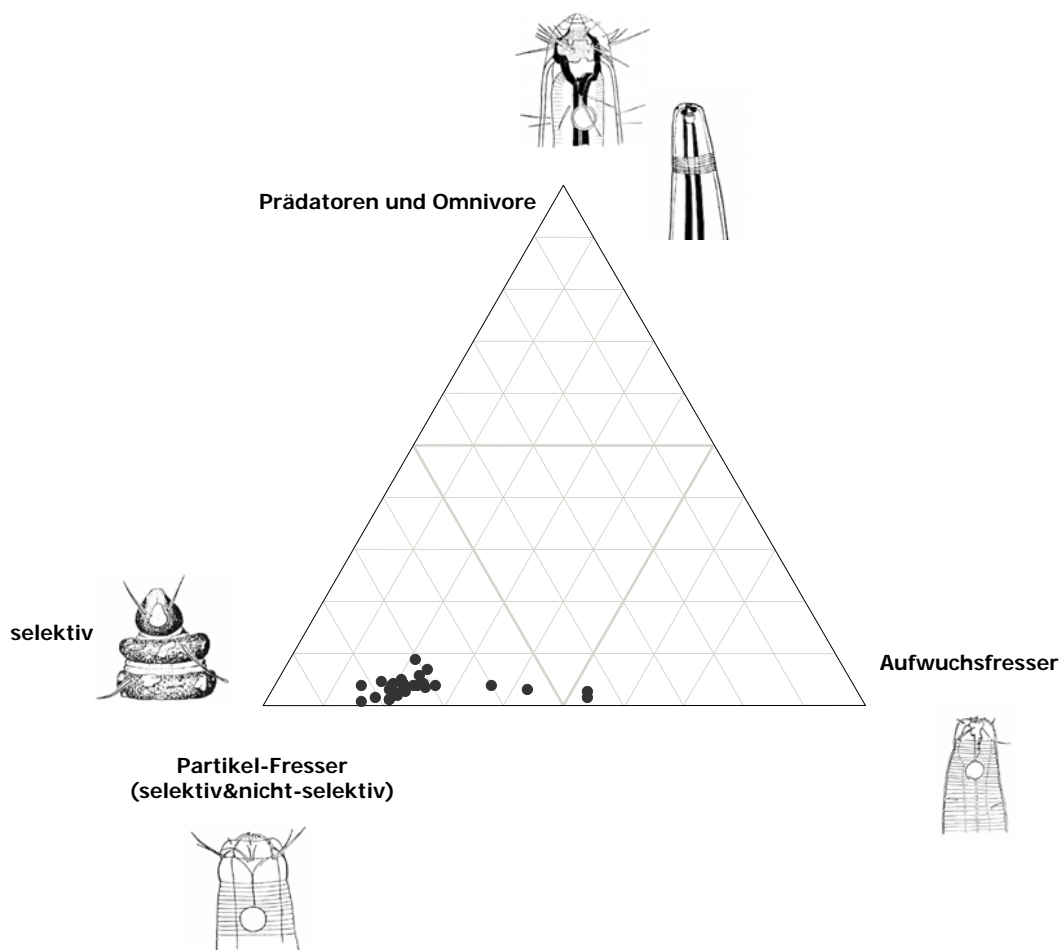 Prädatoren und Omnivore
selektiv
Aufwuchsfresser
Partikel-Fresser
(selektiv&nicht-selektiv)